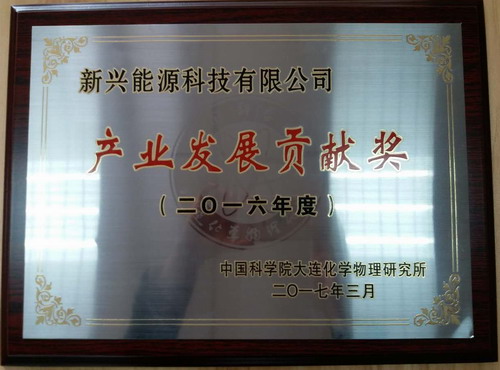 新兴能源科技有限公司
产业发展贡献奖
(二〇一六年度)
中国科学院大连化学物理研究所
二〇一七年三月